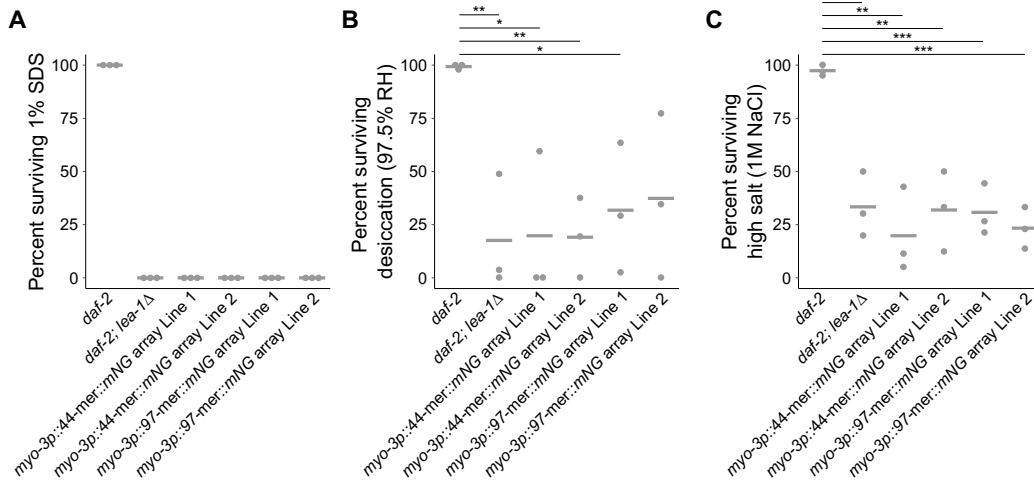 A
Percent surviving 1% SDS
100
75
50
25
0
daf-2
daf-2; lea-1Δ
myo-3p::44-mer::mNG array Line 1
myo-3p::44-mer::mNG array Line 2
myo-3p::97-mer::mNG array Line 1
myo-3p::97-mer::mNG array Line 2
B
**
*
**
*
Percent surviving
desiccation (97.5% RH)
100
75
50
25
0
daf-2
daf-2; lea-1Δ
myo-3p::44-mer::mNG array Line 1
myo-3p::44-mer::mNG array Line 2
myo-3p::97-mer::mNG array Line 1
myo-3p::97-mer::mNG array Line 2
C
**
**
**
***
***
Percent surviving
high salt (1M NaCl)
100
75
50
25
0
daf-2
daf-2; lea-1Δ
myo-3p::44-mer::mNG array Line 1
myo-3p::44-mer::mNG array Line 2
myo-3p::97-mer::mNG array Line 1
myo-3p::97-mer::mNG array Line 2